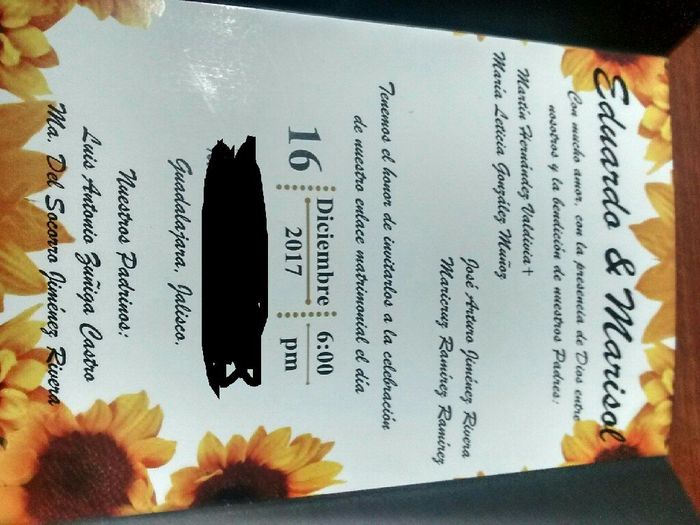 Eduardo & Marisol
Con mucho amor, con la presencia de Dios entre
nosotros y la bendición de nuestros Padres:
Martín Hernández Valdivia†
María Leticia González Muñoz
José Arturo Jiménez Rivera
Maricruz Ramírez Ramírez
Tenemos el honor de invitarlos a la celebración
de nuestro enlace matrimonial el día
16 Diciembre 2017 6:00 pm
Guadalajara, Jalisco.
Nuestros Padrinos:
Luis Antonio Zuñiga Castro
Ma. Del Socorro Jiménez Rivera